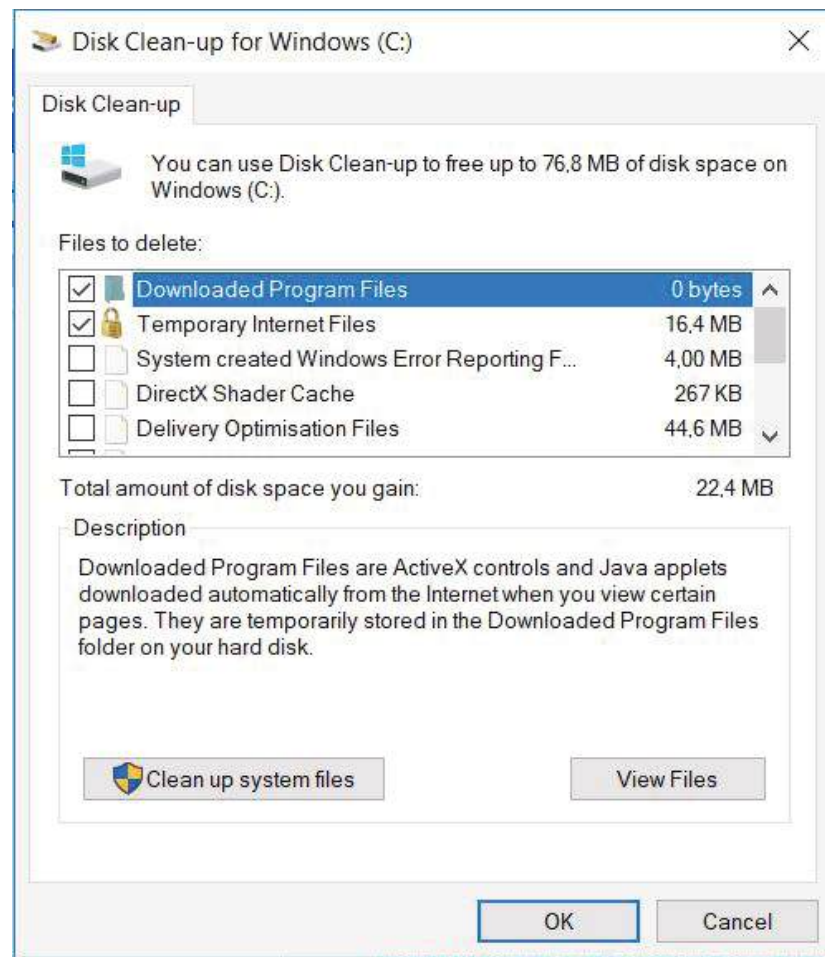 Disk Clean-up for Windows (C:)
Disk Clean-up
You can use Disk Clean-up to free up to 76,8 MB of disk space on
Windows (C:).
Files to delete:
Downloaded Program Files 0 bytes
Temporary Internet Files 16,4 MB
System created Windows Error Reporting F... 4,00 MB
DirectX Shader Cache 267 KB
Delivery Optimisation Files 44,6 MB
Total amount of disk space you gain: 22,4 MB
Description
Downloaded Program Files are ActiveX controls and Java applets
downloaded automatically from the Internet when you view certain
pages. They are temporarily stored in the Downloaded Program Files
folder on your hard disk.
Clean up system files View Files
OK Cancel